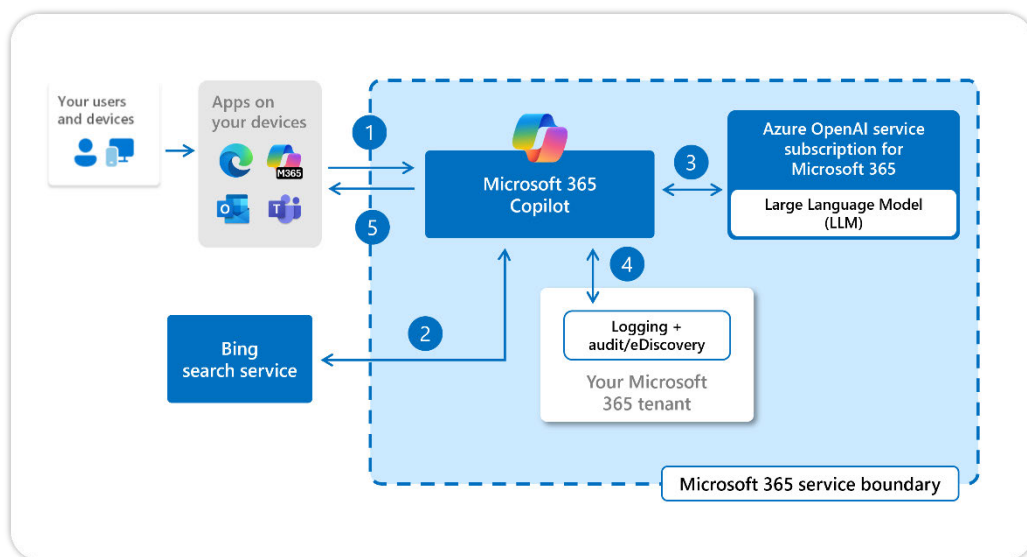 Your users
and devices
Apps on
your devices
M365
1
5
Microsoft 365
Copilot
3
Azure OpenAI service
subscription for
Microsoft 365
Large Language Model
(LLM)
4
2
Bing
search service
Logging +
audit/eDiscovery
Your Microsoft
365 tenant
Microsoft 365 service boundary